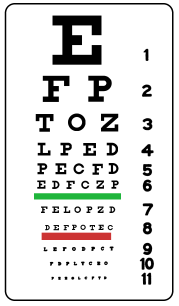 E 1
F P 2
T O Z 3
L P E D 4
P E C F D 5
E D F C Z P 6
F E L O P Z D 7
D E F P O T E C 8
L E F O D P C T 9
F D P L T C E O 10
P E Z O L C F T D 11